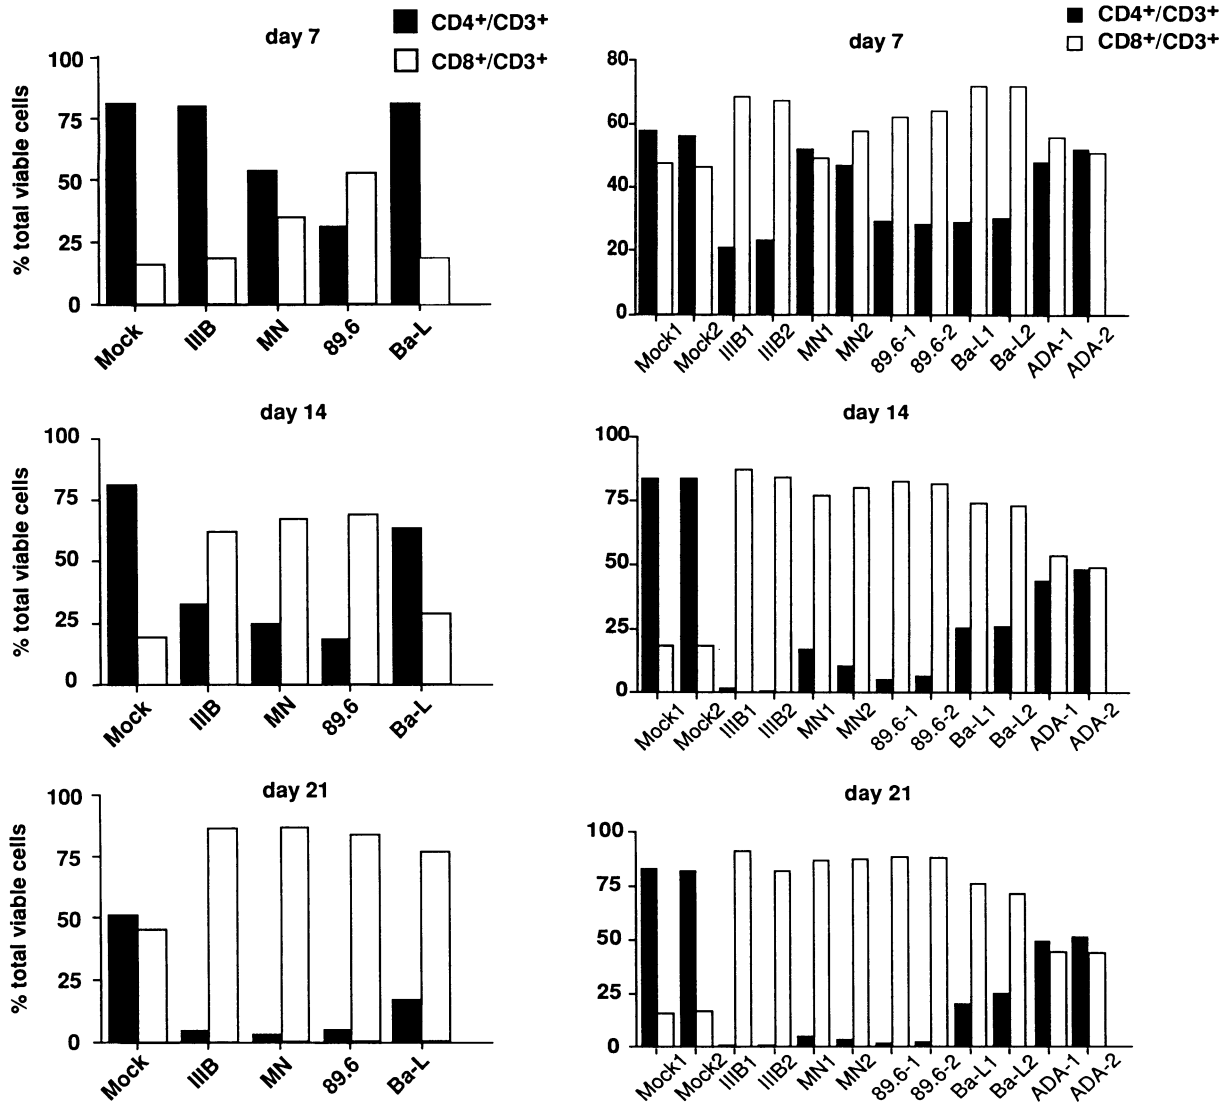 day 7
CD4+/CD3+
CD8+/CD3+
% total viable cells
100
75
50
25
0
Mock
IIIB
MN
89.6
Ba-L
day 7
CD4+/CD3+
CD8+/CD3+
80
60
40
20
0
Mock1
Mock2
IIIB1
IIIB2
MN1
MN2
89.6-1
89.6-2
Ba-L1
Ba-L2
ADA-1
ADA-2
day 14
% total viable cells
100
75
50
25
0
Mock
IIIB
MN
89.6
Ba-L
day 14
100
75
50
25
0
Mock1
Mock2
IIIB1
IIIB2
MN1
MN2
89.6-1
89.6-2
Ba-L1
Ba-L2
ADA-1
ADA-2
day 21
% total viable cells
100
75
50
25
0
Mock
IIIB
MN
89.6
Ba-L
day 21
100
75
50
25
0
Mock1
Mock2
IIIB1
IIIB2
MN1
MN2
89.6-1
89.6-2
Ba-L1
Ba-L2
ADA-1
ADA-2